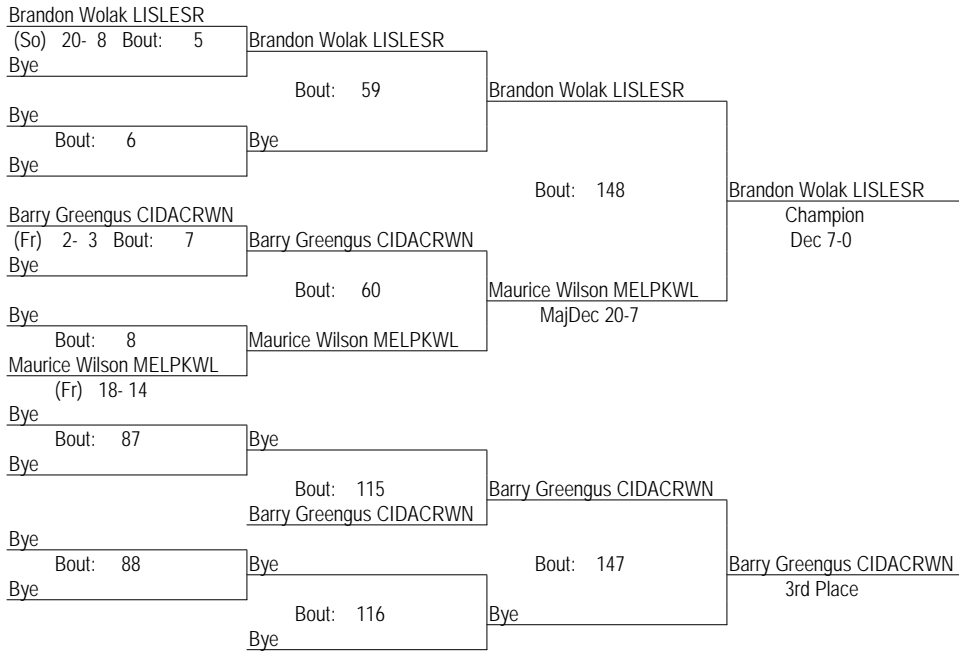 Brandon Wolak LISLESR
(So) 20- 8 Bout: 5
Brandon Wolak LISLESR
Bye
Bout: 59
Brandon Wolak LISLESR
Bye
Bout: 6
Bye
Bye
Bout: 148
Brandon Wolak LISLESR
Champion
Dec 7-0
Barry Greengus CIDACRWN
(Fr) 2- 3 Bout: 7
Barry Greengus CIDACRWN
Bye
Bout: 60
Maurice Wilson MELPKWL
MajDec 20-7
Bye
Bout: 8
Maurice Wilson MELPKWL
Maurice Wilson MELPKWL
(Fr) 18- 14
Bye
Bout: 87
Bye
Bye
Bout: 115
Barry Greengus CIDACRWN
Barry Greengus CIDACRWN
Bye
Bout: 88
Bye
Bout: 147
Barry Greengus CIDACRWN
3rd Place
Bye
Bout: 116
Bye
Bye